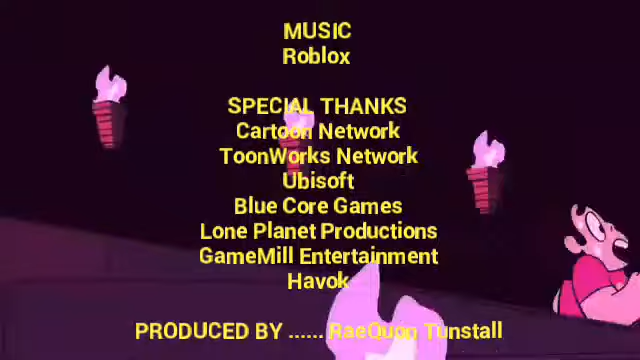 MUSIC
Roblox
SPECIAL THANKS
Cartoon Network
ToonWorks Network
Ubisoft
Blue Core Games
Lone Planet Productions
GameMill Entertainment
Havok
PRODUCED BY ...... RaeQuon Tunstall